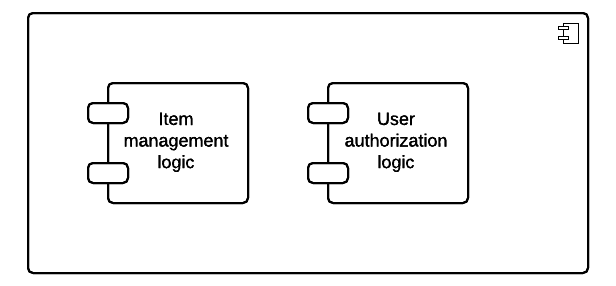 Item
management
logic
User
authorization
logic